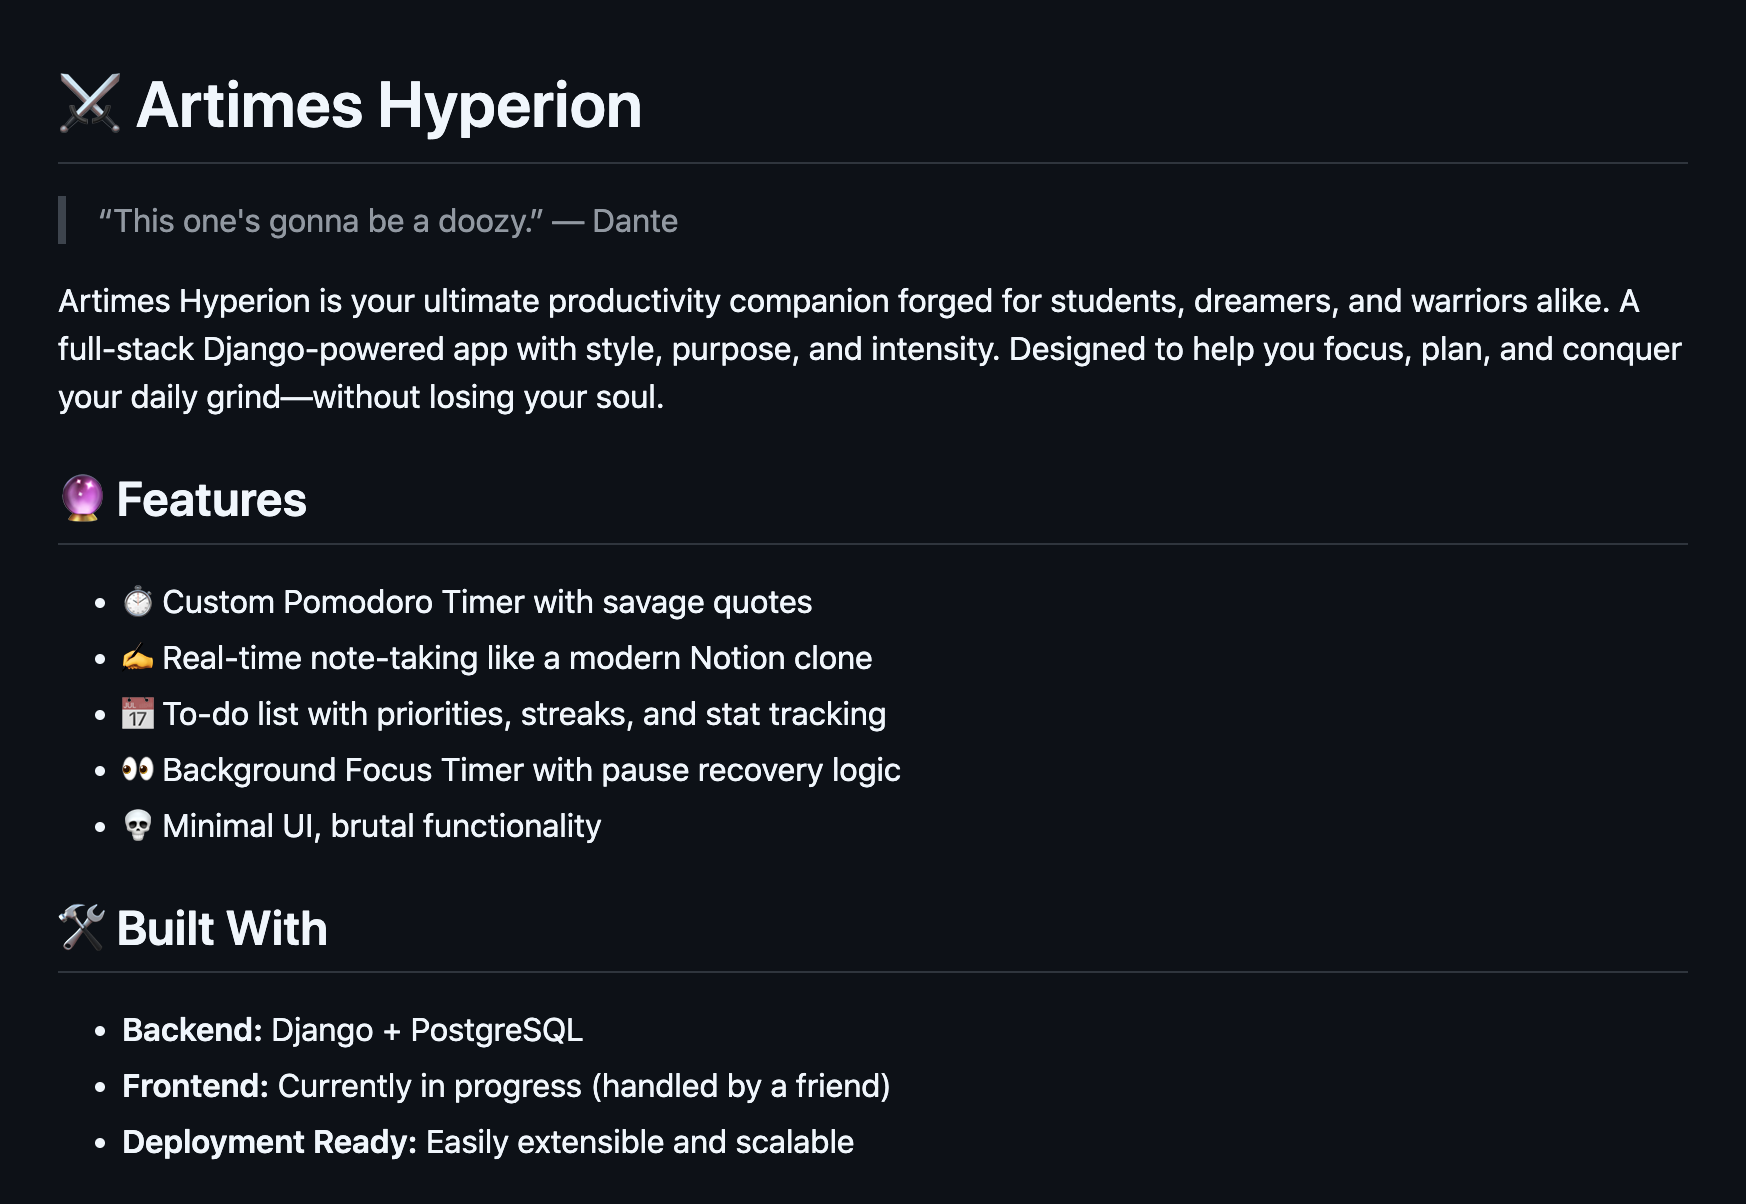 ⚔️ Artimes Hyperion
“This one's gonna be a doozy.” — Dante
Artimes Hyperion is your ultimate productivity companion forged for students, dreamers, and warriors alike. A
full-stack Django-powered app with style, purpose, and intensity. Designed to help you focus, plan, and conquer
your daily grind—without losing your soul.
🔮 Features
• ⏱️ Custom Pomodoro Timer with savage quotes
• ✍️ Real-time note-taking like a modern Notion clone
• 📅 To-do list with priorities, streaks, and stat tracking
• 👀 Background Focus Timer with pause recovery logic
• 💀 Minimal UI, brutal functionality
🛠️ Built With
• Backend: Django + PostgreSQL
• Frontend: Currently in progress (handled by a friend)
• Deployment Ready: Easily extensible and scalable